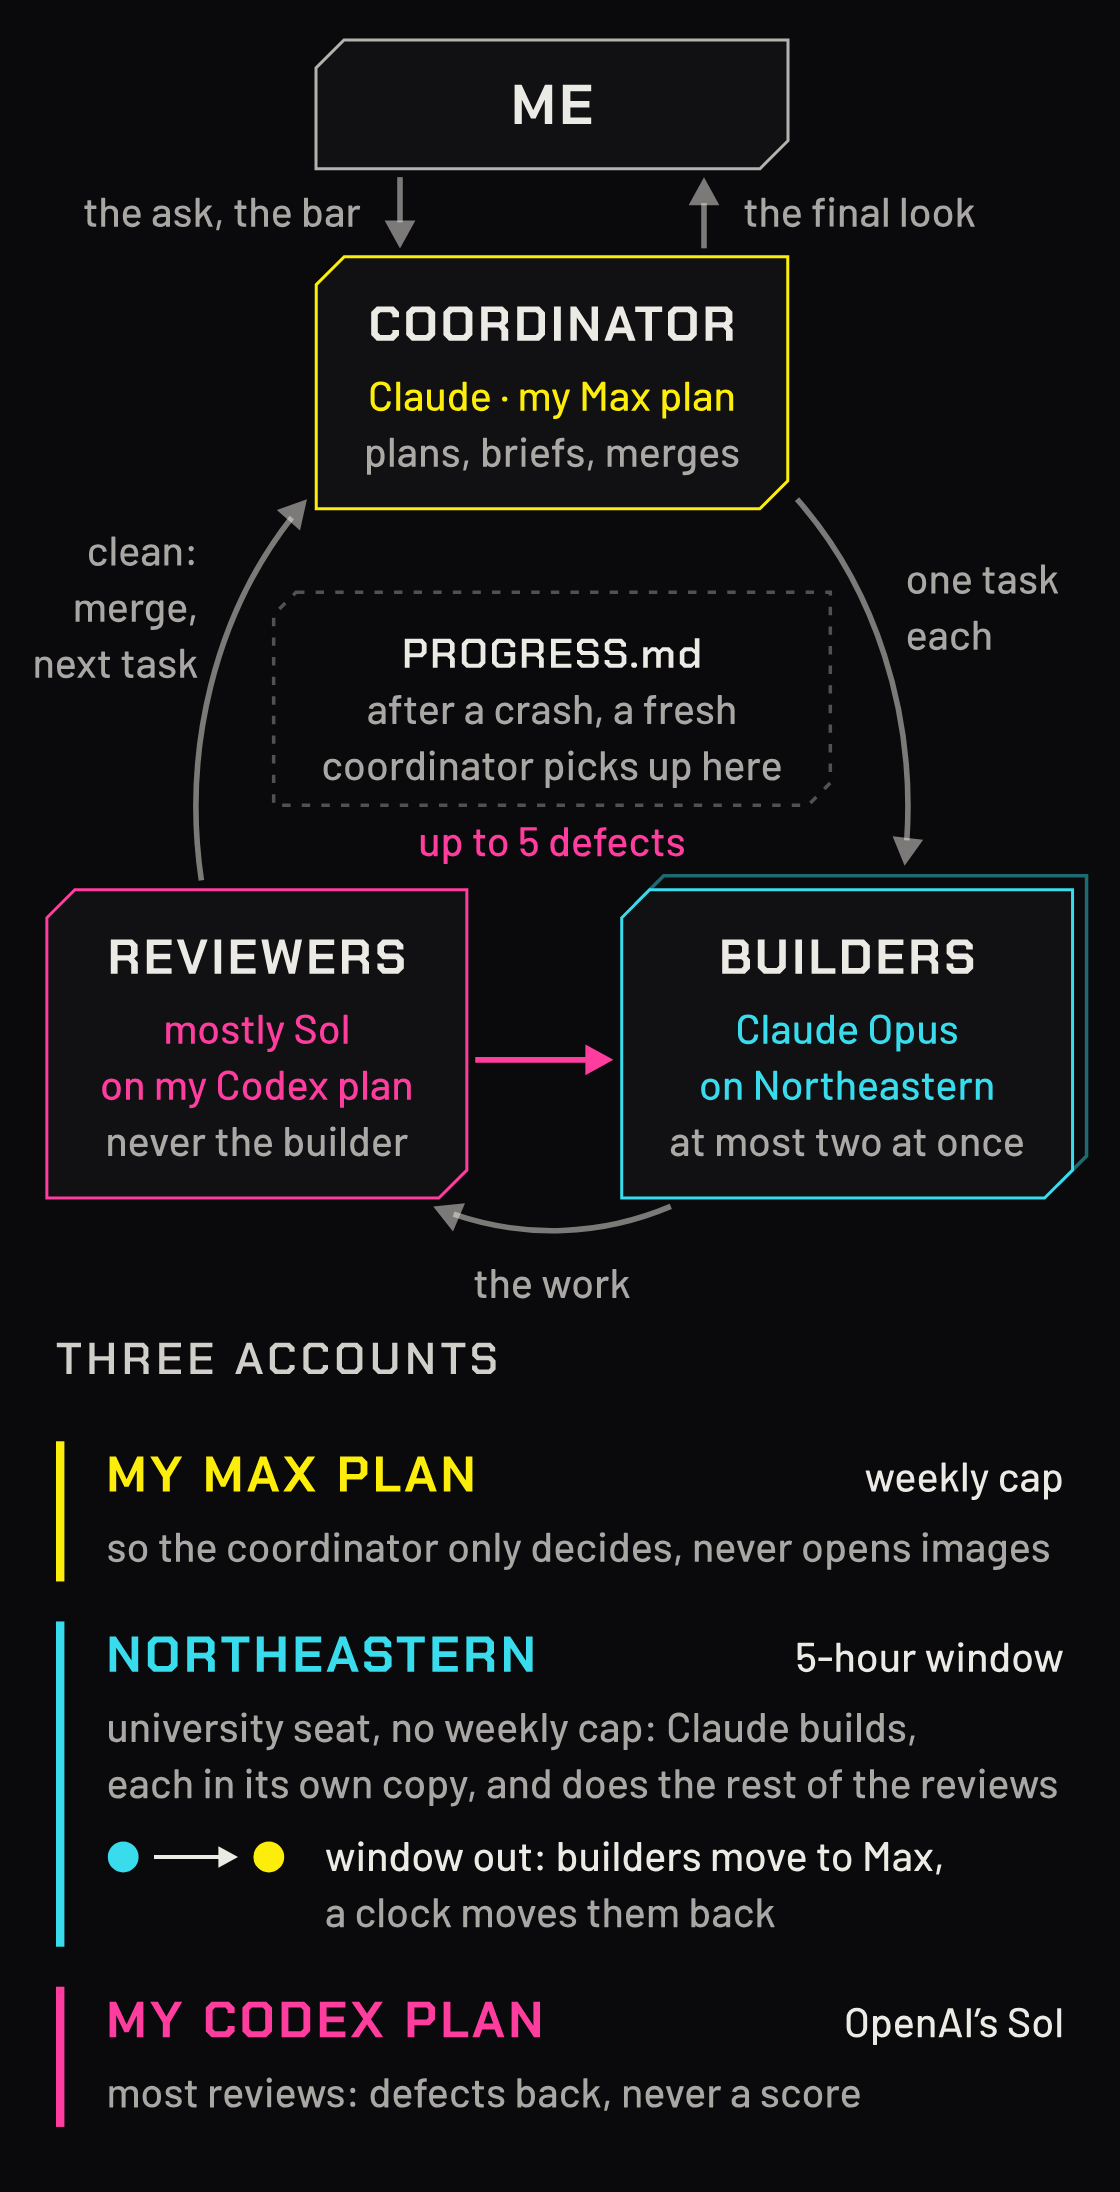 ME
the ask, the bar
the final look
COORDINATOR
Claude · my Max plan
plans, briefs, merges
clean:
merge,
next task
one task
each
PROGRESS.md
after a crash, a fresh
coordinator picks up here
up to 5 defects
REVIEWERS
mostly Sol
on my Codex plan
never the builder
BUILDERS
Claude Opus
on Northeastern
at most two at once
the work
THREE ACCOUNTS
MY MAX PLAN
weekly cap
so the coordinator only decides, never opens images
NORTHEASTERN
5-hour window
university seat, no weekly cap: Claude builds,
each in its own copy, and does the rest of the reviews
window out: builders move to Max,
a clock moves them back
MY CODEX PLAN
OpenAI’s Sol
most reviews: defects back, never a score